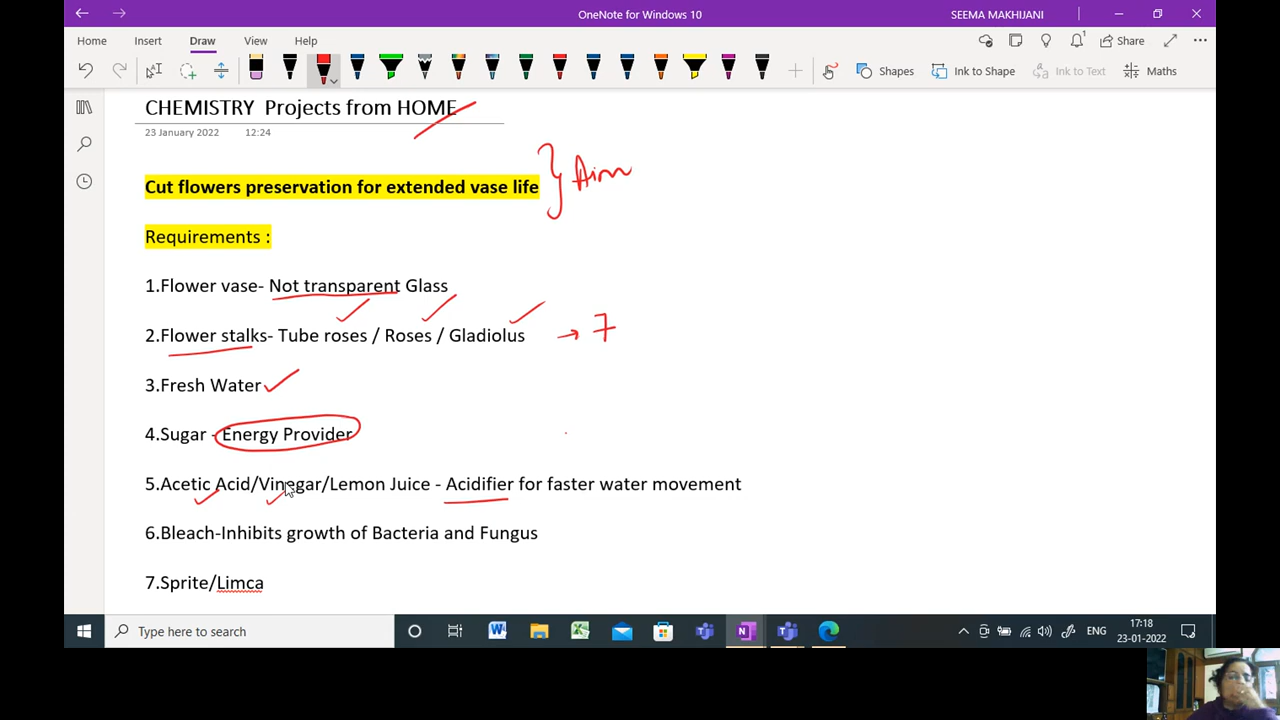 OneNote for Windows 10
SEEMA MAKHIJANI
Home Insert Draw View Help
Share
Shapes Ink to Shape Ink to Text Maths
CHEMISTRY Projects from HOME
23 January 2022 12:24
Cut flowers preservation for extended vase life
Aim
Requirements :
1.Flower vase- Not transparent Glass
2.Flower stalks- Tube roses / Roses / Gladiolus → 7
3.Fresh Water
4.Sugar - Energy Provider
5.Acetic Acid/Vinegar/Lemon Juice - Acidifier for faster water movement
6.Bleach-Inhibits growth of Bacteria and Fungus
7.Sprite/Limca
Type here to search
ENG
17:18
23-01-2022